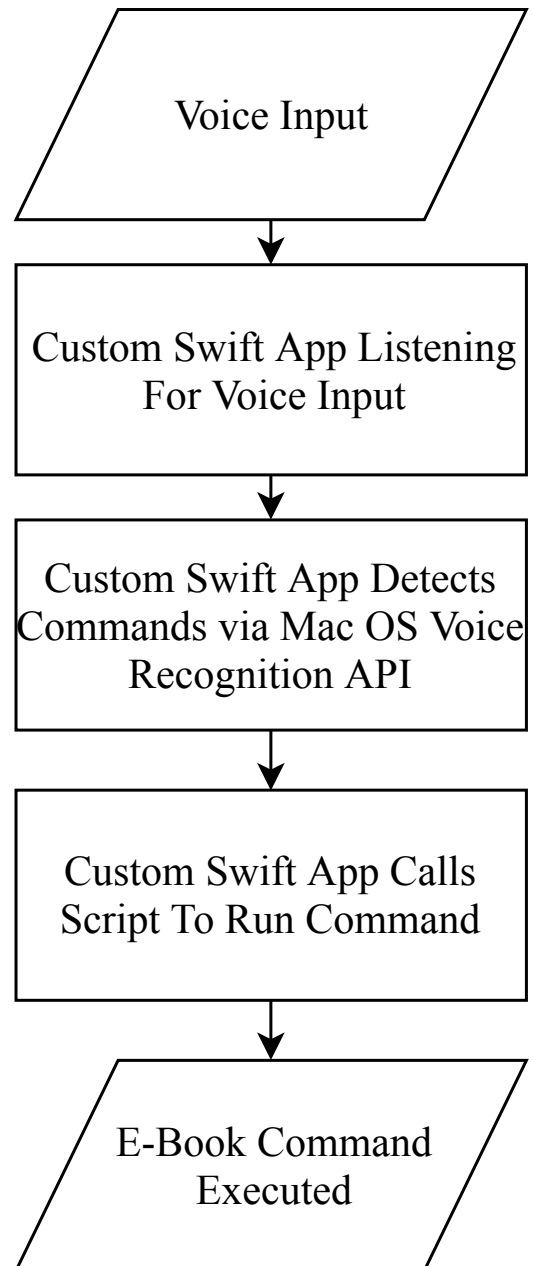 Voice Input
Custom Swift App Listening
For Voice Input
Custom Swift App Detects
Commands via Mac OS Voice
Recognition API
Custom Swift App Calls
Script To Run Command
E-Book Command
Executed